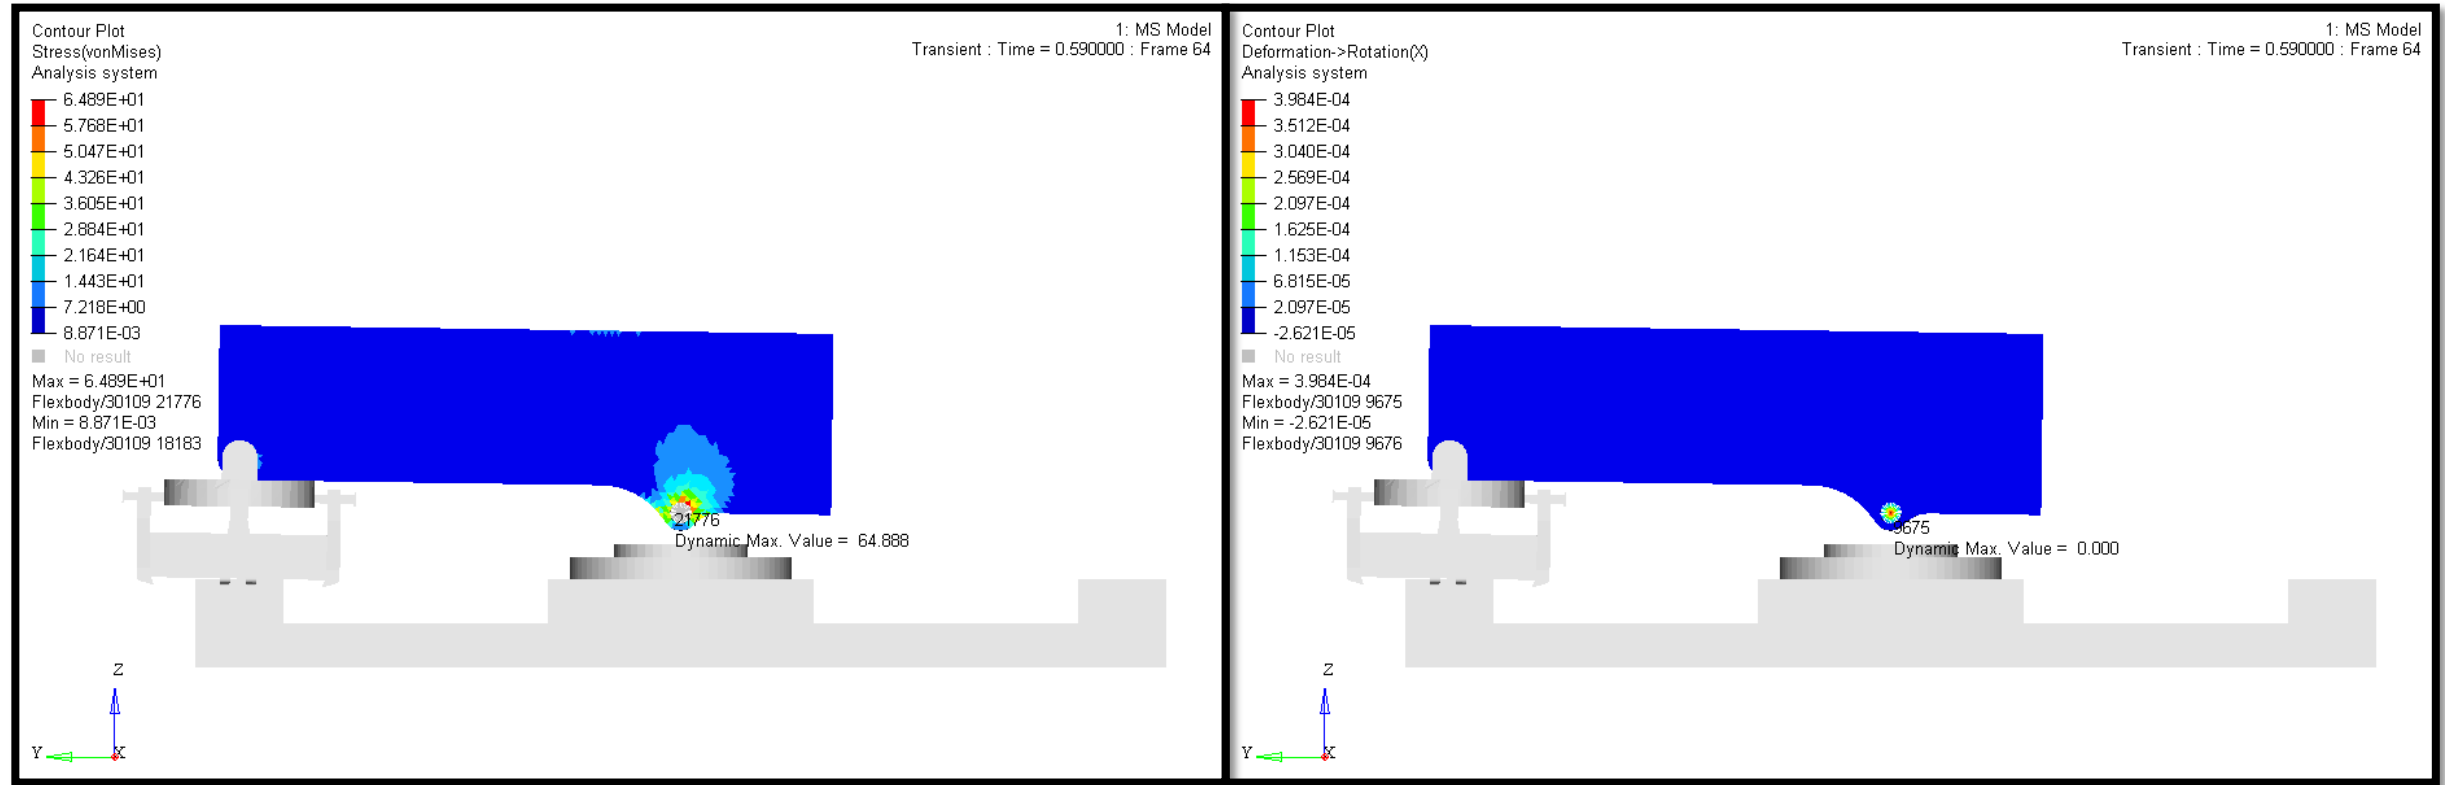 Contour Plot
Stress(vonMises)
Analysis system
6.489E+01
5.768E+01
5.047E+01
4.326E+01
3.605E+01
2.884E+01
2.164E+01
1.443E+01
7.218E+00
8.871E-03
No result
Max = 6.489E+01
Flexbody/30109 21776
Min = 8.871E-03
Flexbody/30109 18183
1: MS Model
Transient : Time = 0.590000 : Frame 64
21776
Dynamic Max. Value = 64.888
Z
Y
X
Contour Plot
Deformation->Rotation(X)
Analysis system
3.984E-04
3.512E-04
3.040E-04
2.569E-04
2.097E-04
1.625E-04
1.153E-04
6.815E-05
2.097E-05
-2.621E-05
No result
Max = 3.984E-04
Flexbody/30109 9675
Min = -2.621E-05
Flexbody/30109 9676
1: MS Model
Transient : Time = 0.590000 : Frame 64
9675
Dynamic Max. Value = 0.000
Z
Y
X